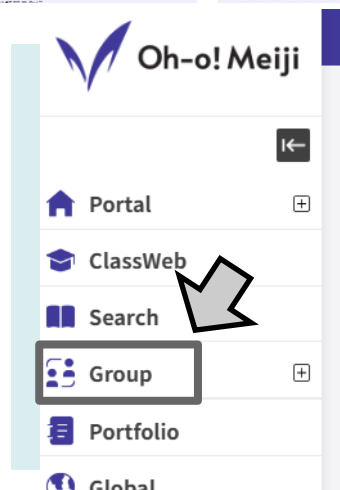 Oh-o! Meiji
Portal
ClassWeb
Search
Group
Portfolio
Global